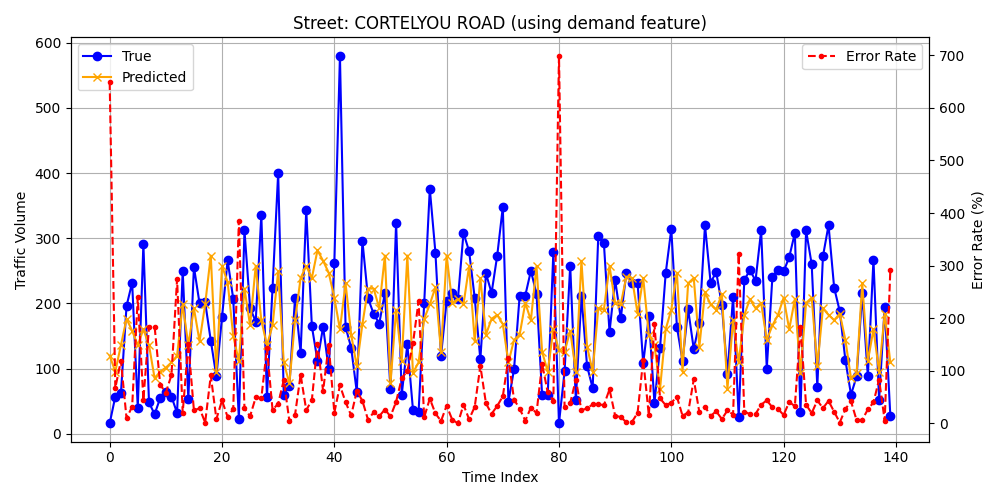 Street: CORTELYOU ROAD (using demand feature)
True
Predicted
Error Rate
600
500
400
300
200
100
0
Traffic Volume
700
600
500
400
300
200
100
0
Error Rate (%)
0 20 40 60 80 100 120 140
Time Index